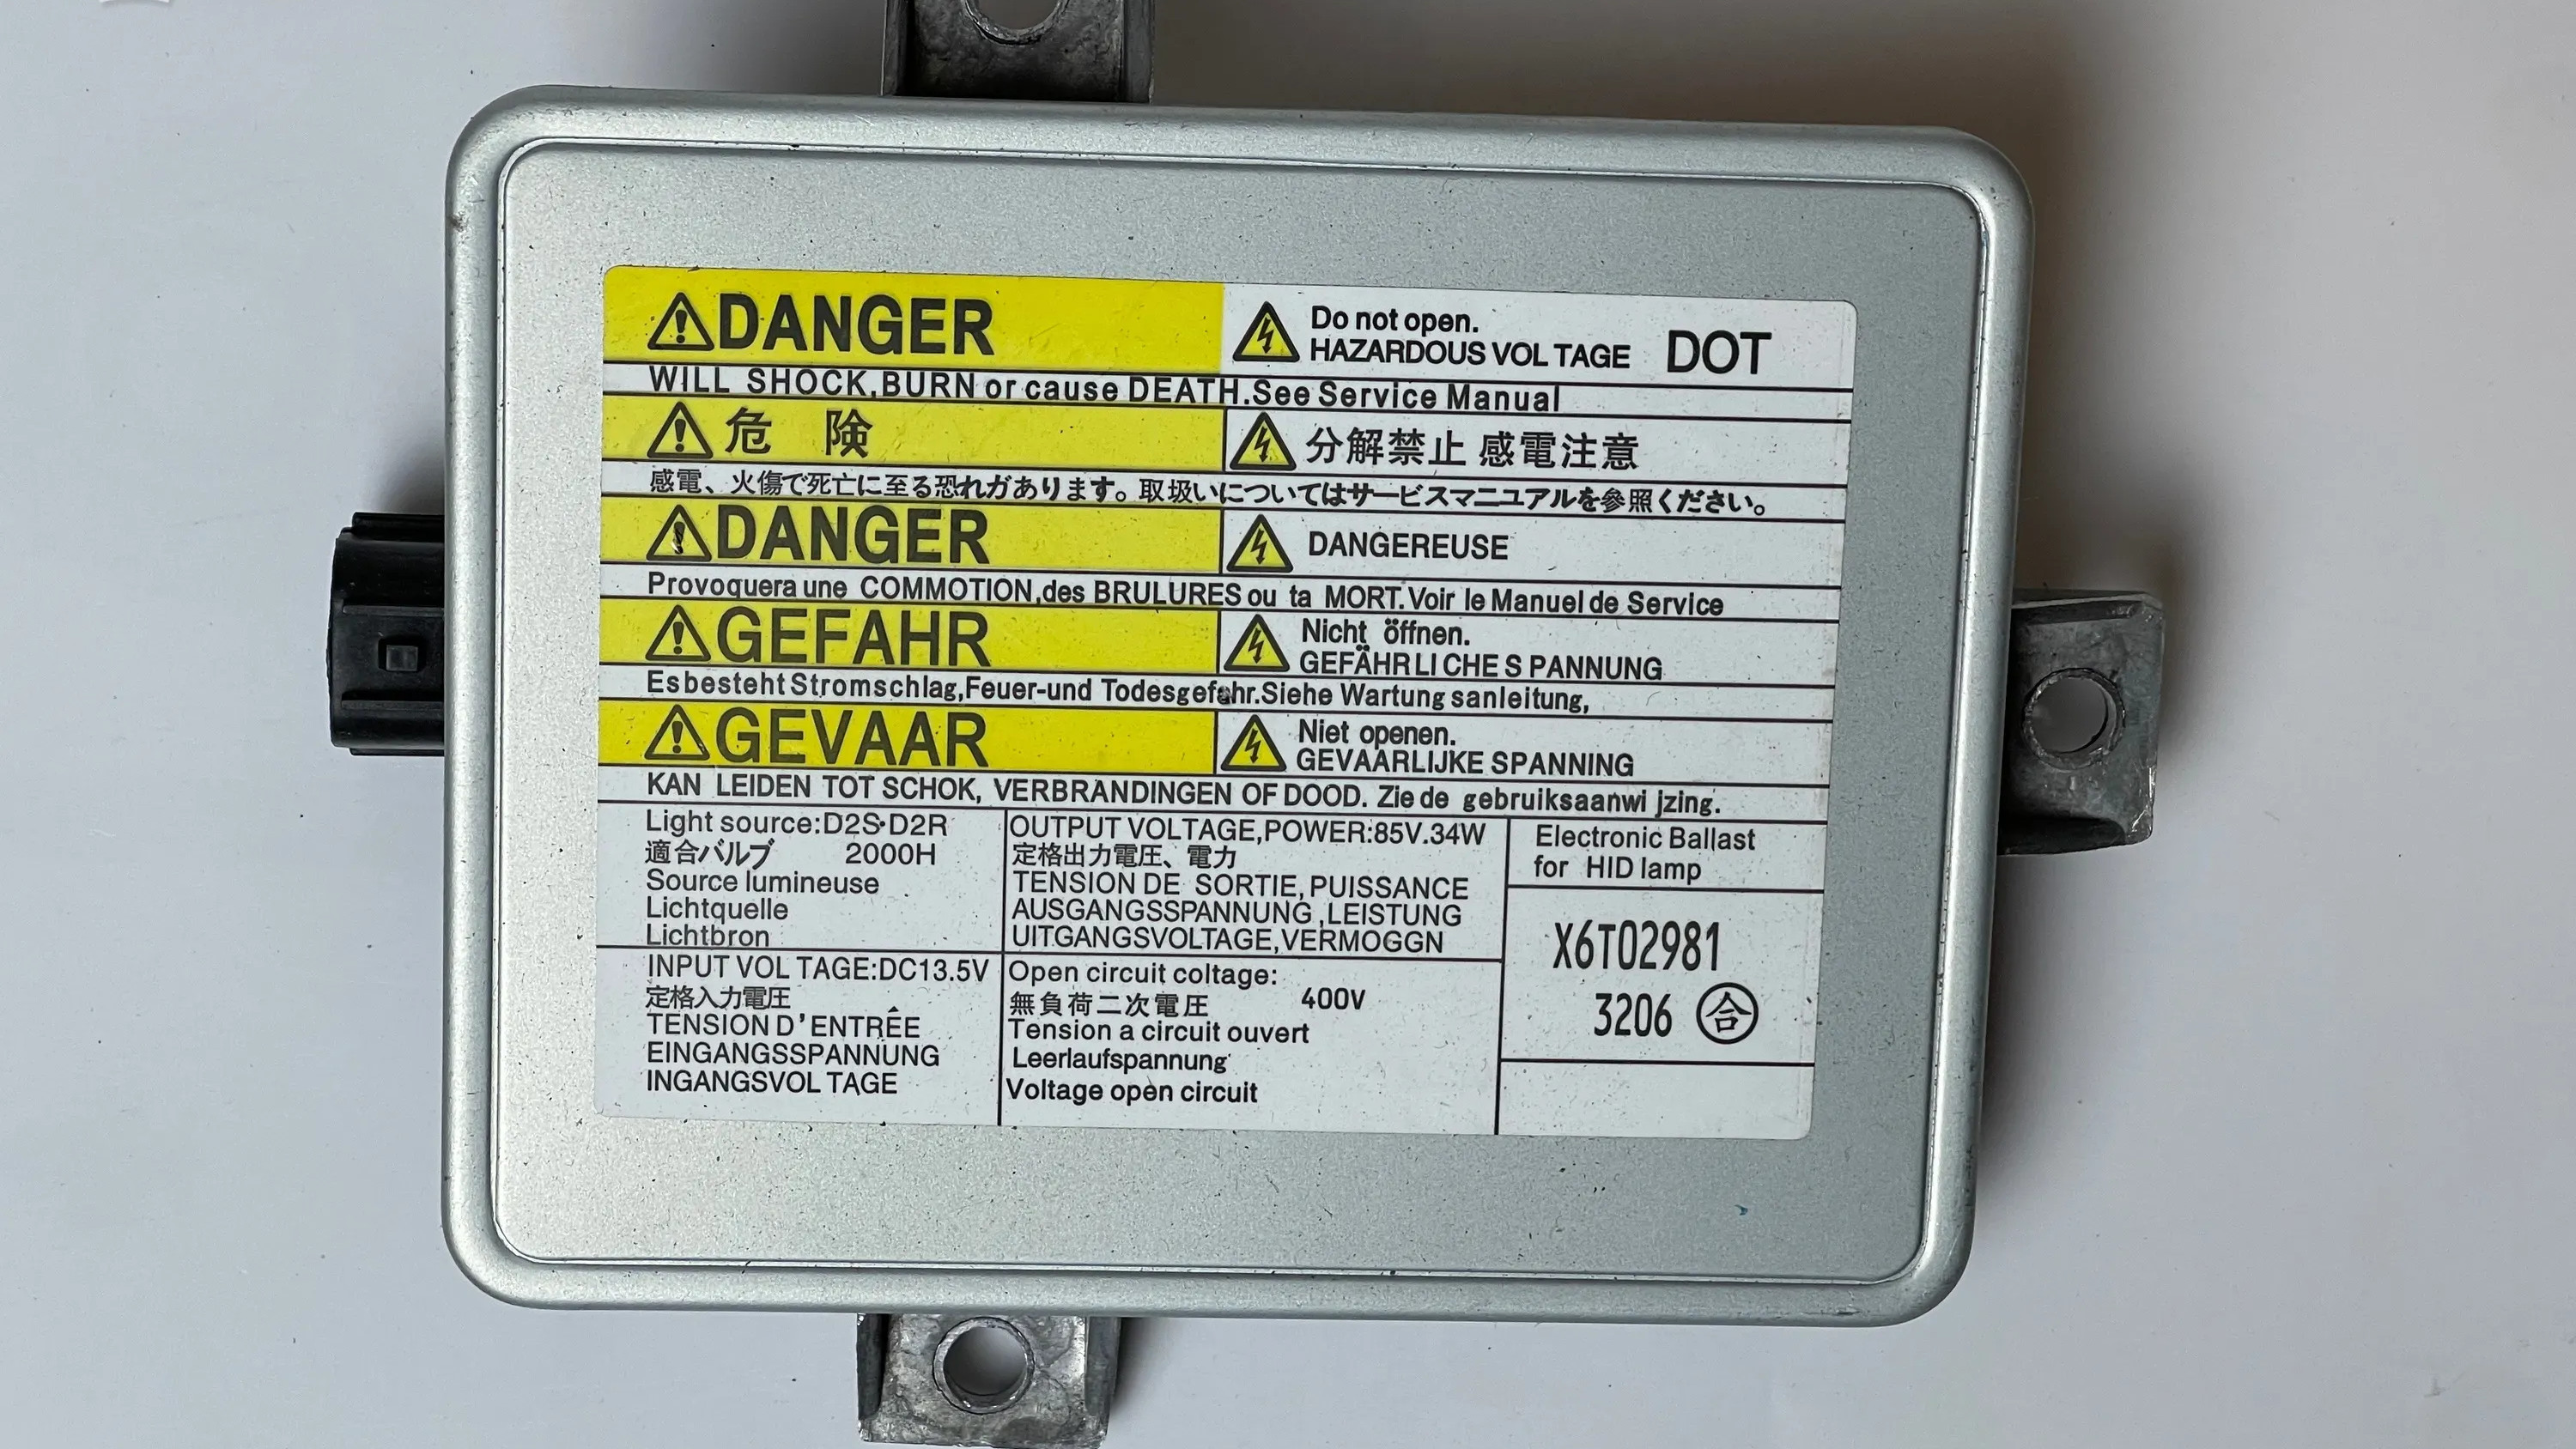 DANGER
Do not open.
HAZARDOUS VOL TAGE DOT
WILL SHOCK,BURN or cause DEATH.See Service Manual
危 険
分解禁止 感電注意
感電、火傷で死亡に至る恐れがあります。取扱いについてはサービスマニュアルを参照ください。
DANGER
DANGEREUSE
Provoquera une COMMOTION,des BRULURES ou ta MORT.Voir le Manuel de Service
GEFAHR
Nicht öffnen.
GEFÄHRLICHE SPANNUNG
Es besteht Stromschlag,Feuer-und Todesgefahr.Siehe Wartung sanleitung,
GEVAAR
Niet openen.
GEVAARLIJKE SPANNING
KAN LEIDEN TOT SCHOK, VERBRANDINGEN OF DOOD. Zie de gebruiksaanwi jzing.
Light source:D2S·D2R
適合バルブ 2000H
Source lumineuse
Lichtquelle
Lichtbron
OUTPUT VOLTAGE,POWER:85V.34W
定格出力電圧、電力
TENSION DE SORTIE,PUISSANCE
AUSGANGSSPANNUNG ,LEISTUNG
UITGANGSVOLTAGE,VERMOGGN
Electronic Ballast
for HID lamp
INPUT VOL TAGE:DC13.5V
定格入力電圧
TENSION D'ENTRÊE
EINGANGSSPANNUNG
INGANGSVOL TAGE
Open circuit coltage:
無負荷二次電圧 400V
Tension a circuit ouvert
Leerlaufspannung
Voltage open circuit
X6T02981
3206 合